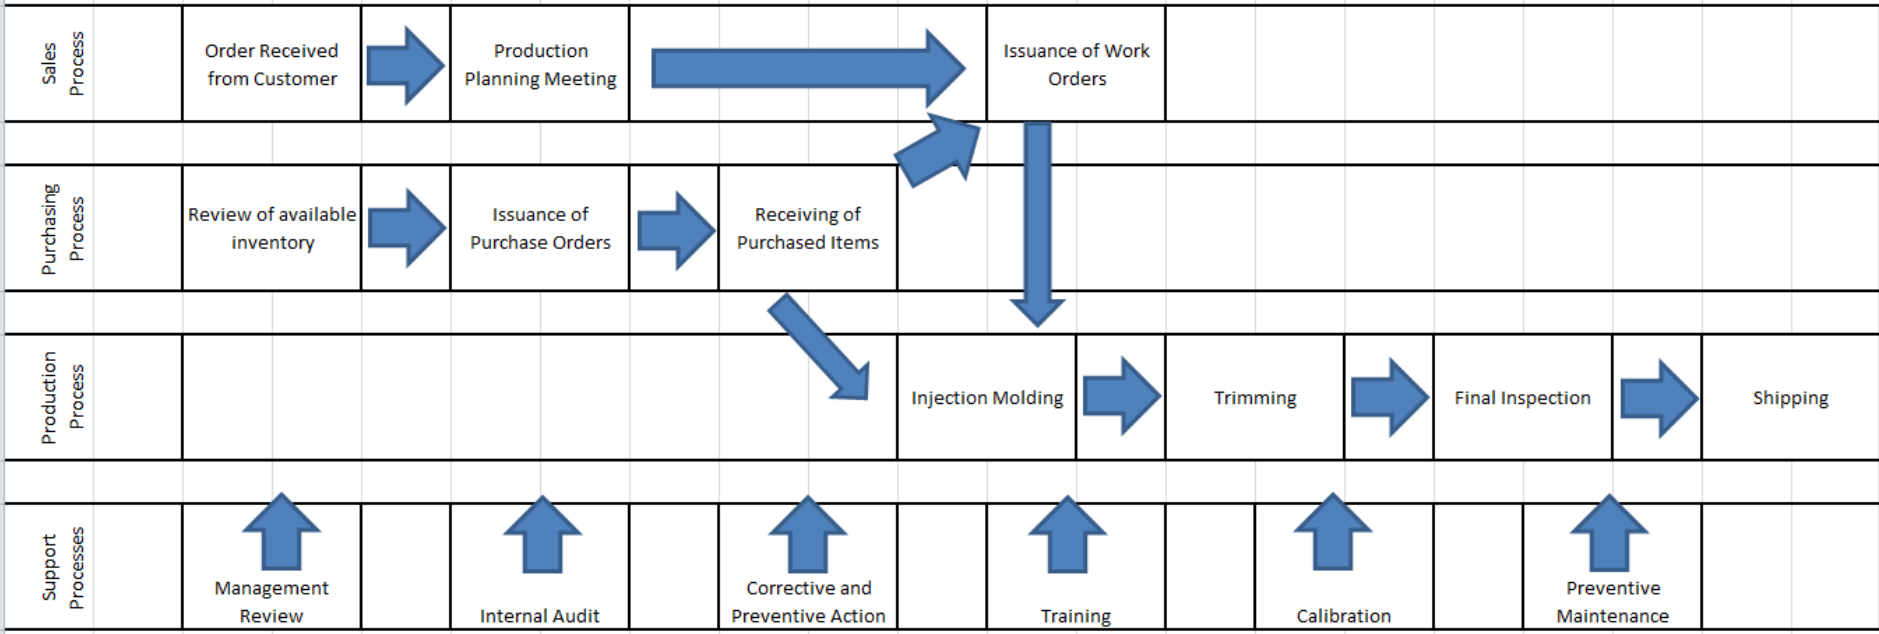 Sales
Process
Order Received
from Customer
Production
Planning Meeting
Issuance of Work
Orders
Purchasing
Process
Review of available
inventory
Issuance of
Purchase Orders
Receiving of
Purchased Items
Production
Process
Injection Molding
Trimming
Final Inspection
Shipping
Support
Processes
Management
Review
Internal Audit
Corrective and
Preventive Action
Training
Calibration
Preventive
Maintenance